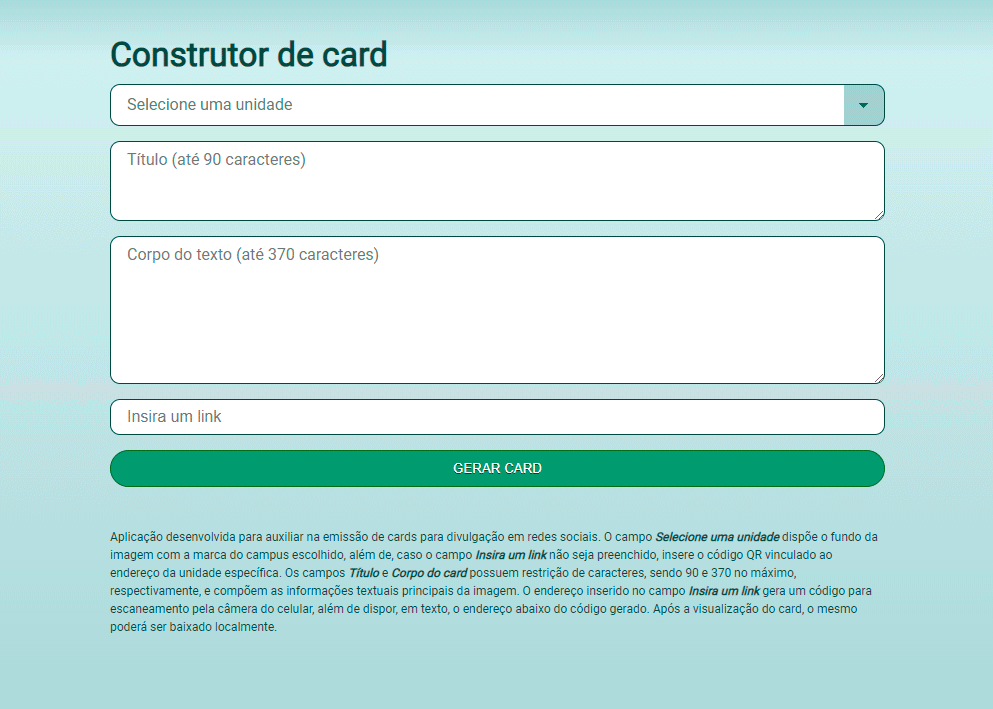 Construtor de card
Selecione uma unidade
Título (até 90 caracteres)
Corpo do texto (até 370 caracteres)
Insira um link
GERAR CARD
Aplicação desenvolvida para auxiliar na emissão de cards para divulgação em redes sociais. O campo Selecione uma unidade dispõe o fundo da
imagem com a marca do campus escolhido, além de, caso o campo Insira um link não seja preenchido, insere o código QR vinculado ao
endereço da unidade específica. Os campos Título e Corpo do card possuem restrição de caracteres, sendo 90 e 370 no máximo,
respectivamente, e compõem as informações textuais principais da imagem. O endereço inserido no campo Insira um link gera um código para
escaneamento pela câmera do celular, além de dispor, em texto, o endereço abaixo do código gerado. Após a visualização do card, o mesmo
poderá ser baixado localmente.